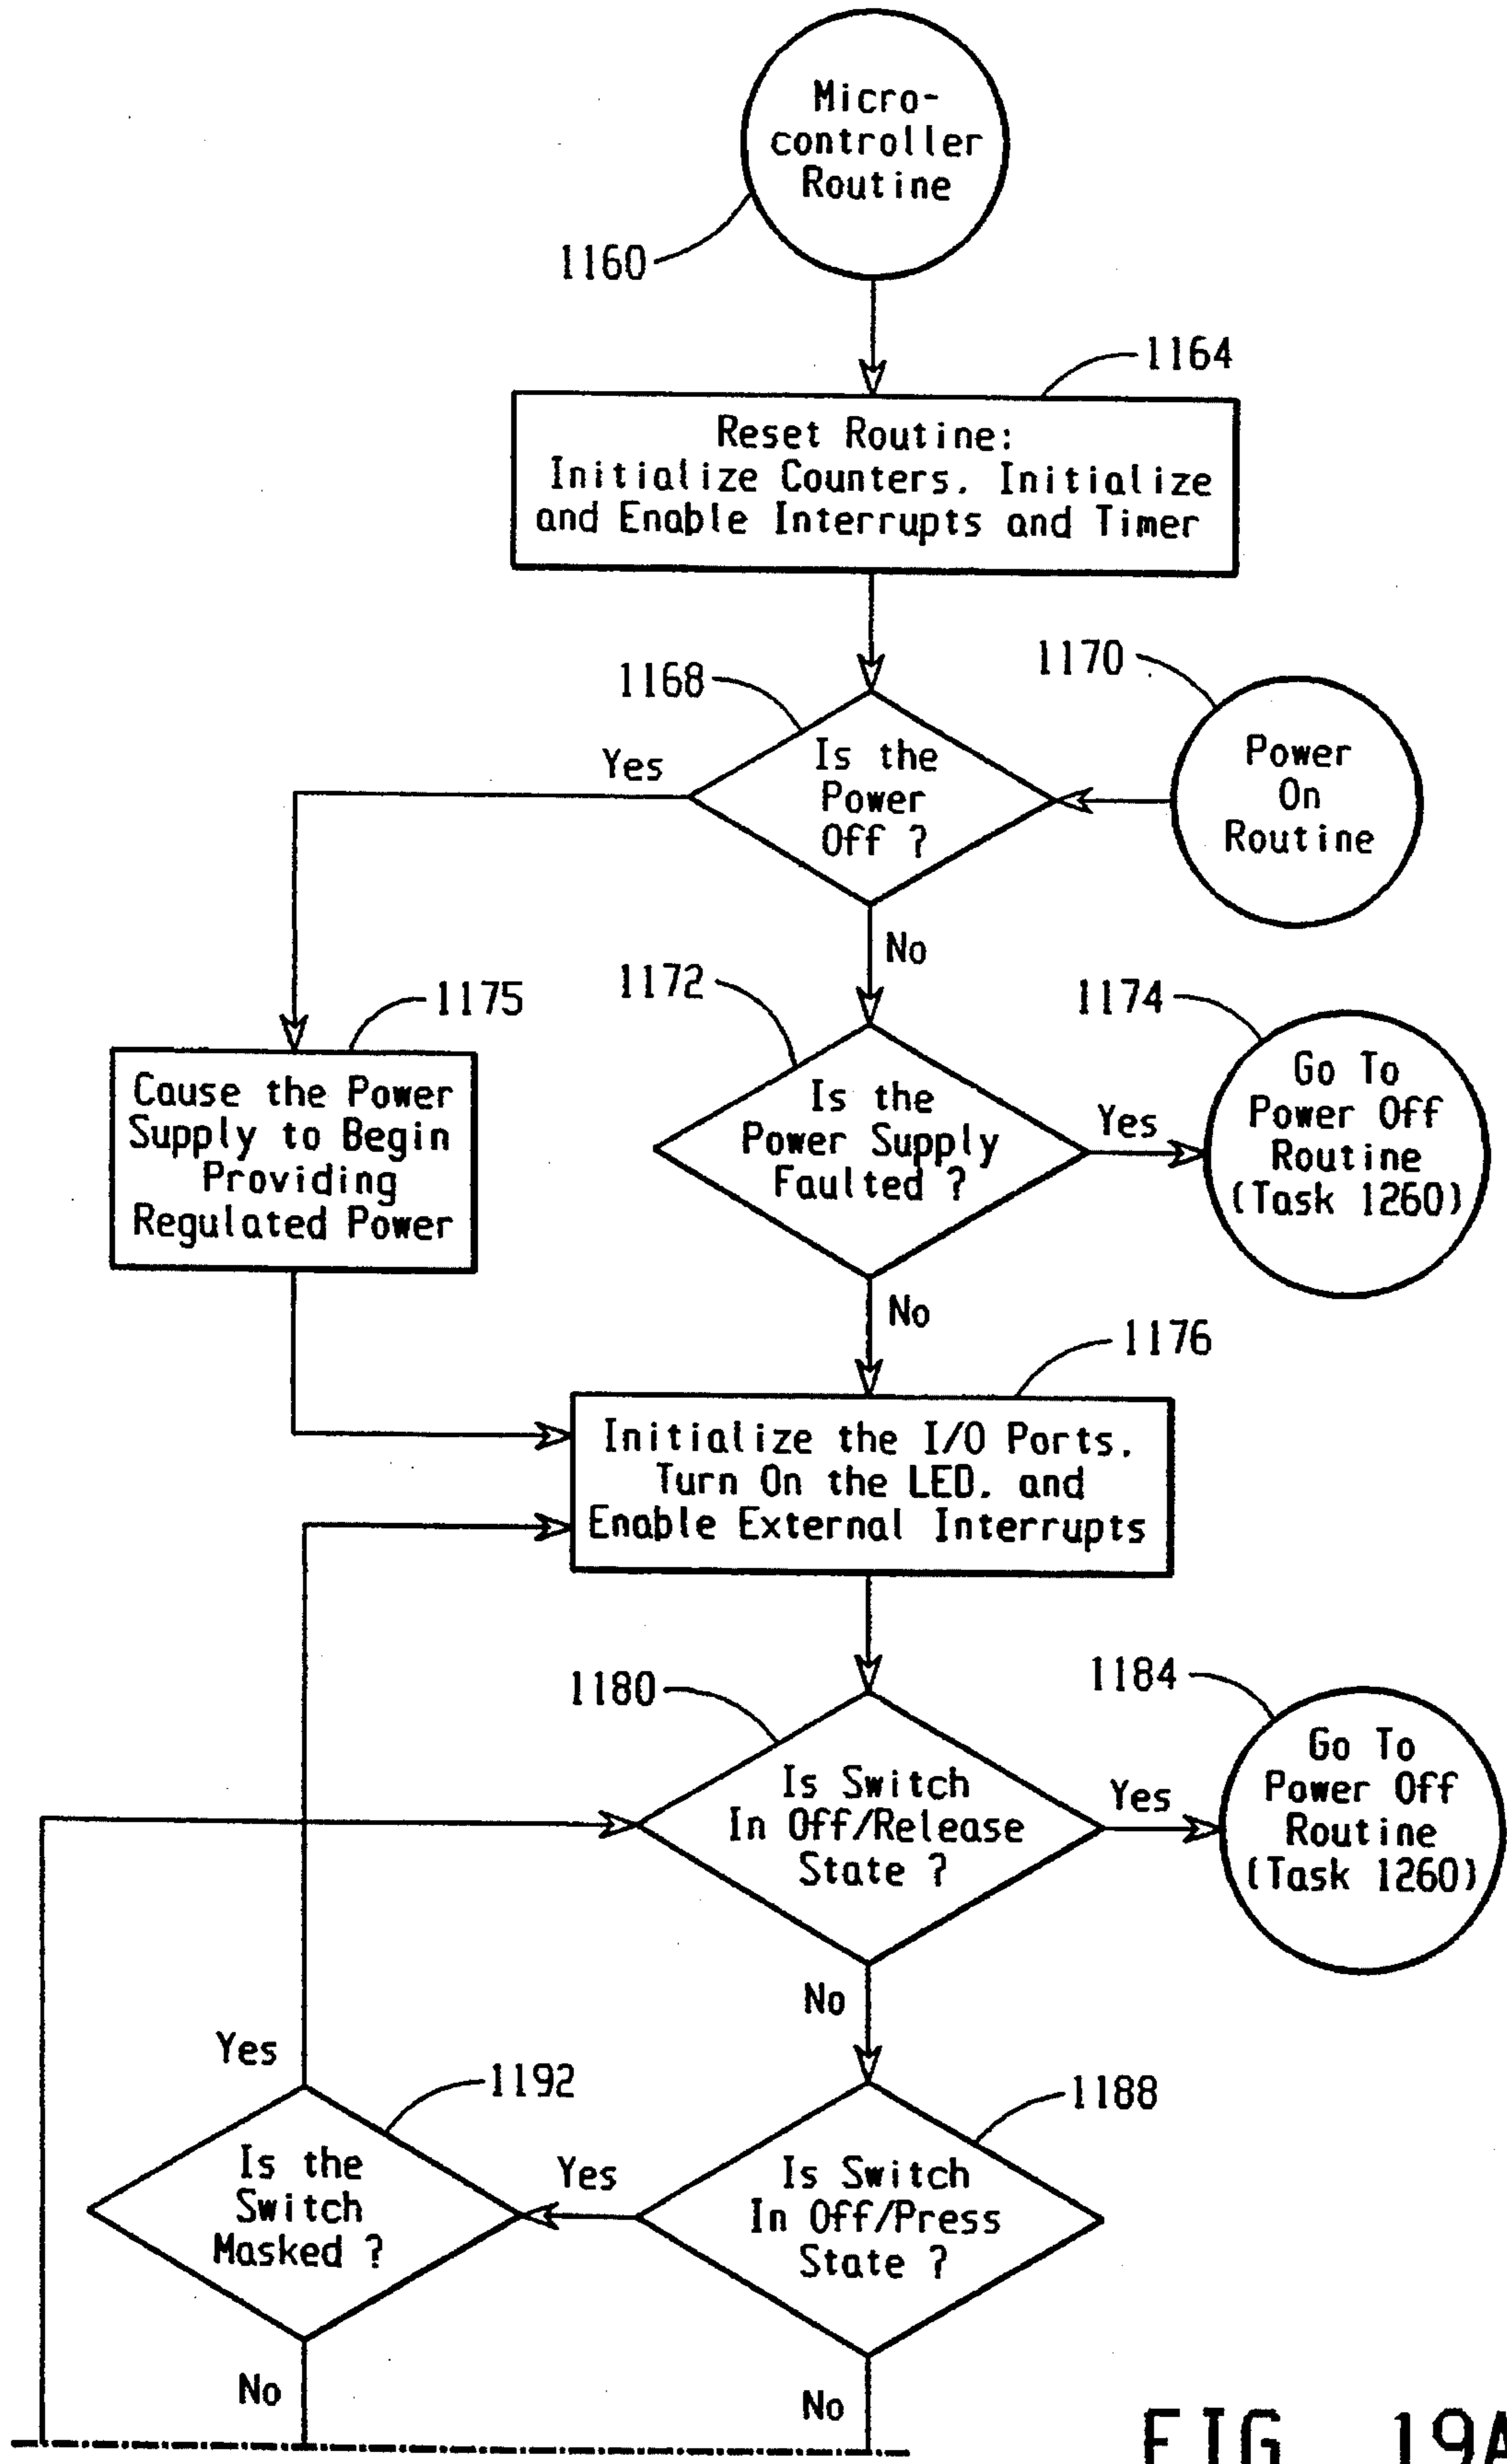 Micro-
controller
Routine
1160
1164
Reset Routine:
Initialize Counters. Initialize
and Enable Interrupts and Timer
1168
1170
Yes
Is the
Power
Off ?
Power
On
Routine
No
1175
1172
1174
Cause the Power
Supply to Begin
Providing
Regulated Power
Is the
Power Supply
Faulted ?
Yes
Go To
Power Off
Routine
(Task 1260)
No
1176
Initialize the I/O Ports.
Turn On the LED. and
Enable External Interrupts
1180
1184
Is Switch
In Off/Release
State ?
Yes
Go To
Power Off
Routine
(Task 1260)
No
Yes
1192
1188
Is the
Switch
Masked ?
Yes
Is Switch
In Off/Press
State ?
No
No
FIG. 19A